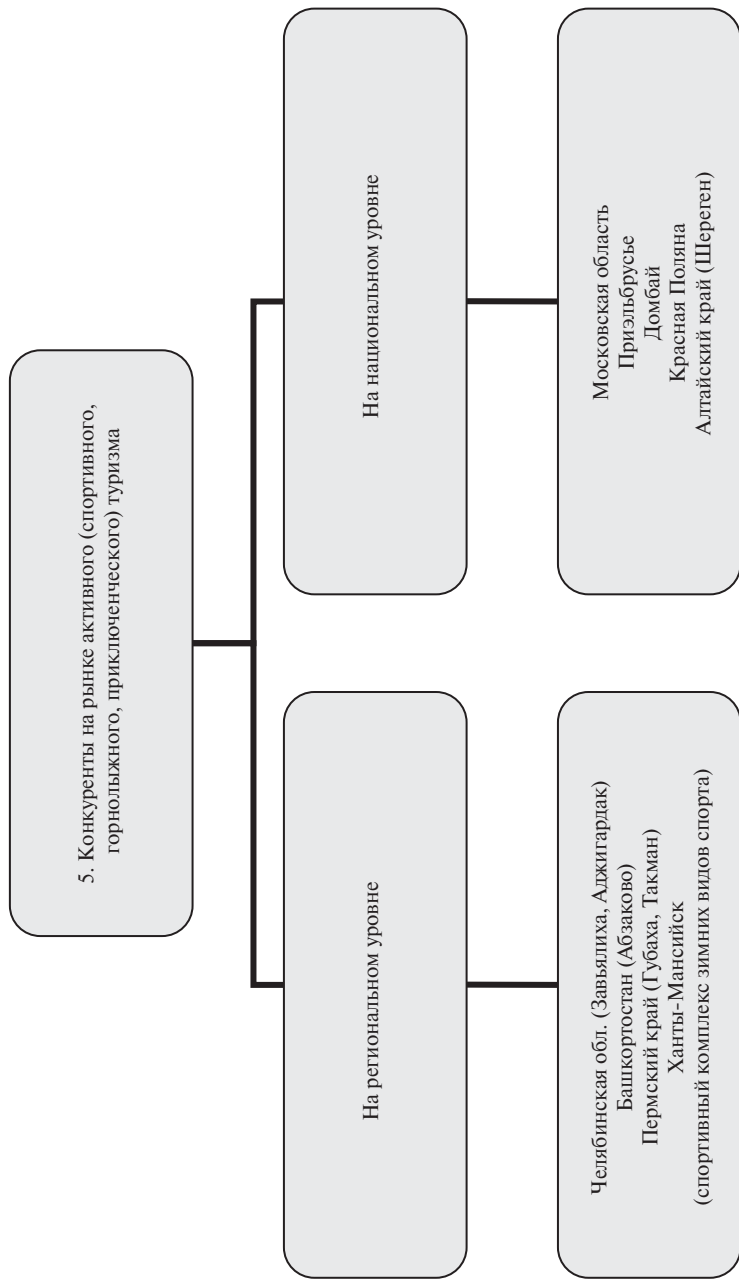 5. Конкуренты на рынке активного (спортивного,
горнолыжного, приключенческого) туризма
На региональном уровне
На национальном уровне
Челябинская обл. (Завьялиха, Аджигардак)
Башкортостан (Абзаково)
Пермский край (Губаха, Такман)
Ханты-Мансийск
(спортивный комплекс зимних видов спорта)
Московская область
Приэльбрусье
Домбай
Красная Поляна
Алтайский край (Шереген)